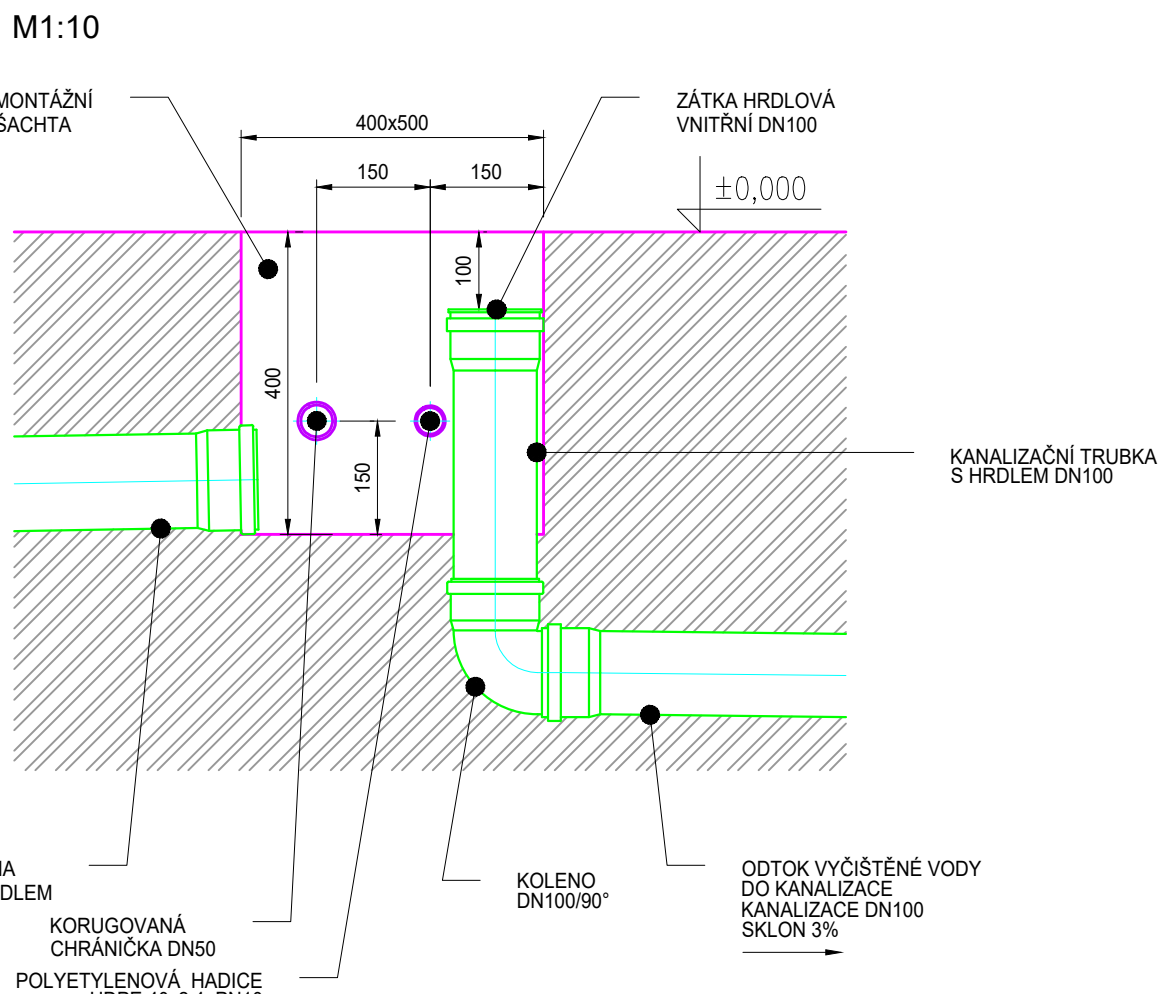 M1:10
MONTÁŽNÍ
ŠACHTA
400x500
ZÁTKA HRDLOVÁ
VNITŘNÍ DN100
150
150
±0,000
100
400
150
KANALIZAČNÍ TRUBKA
S HRDLEM DN100
KOLENO
DN100/90°
ODTOK VYČIŠTĚNÉ VODY
DO KANALIZACE
KANALIZACE DN100
SKLON 3%
KORUGOVANÁ
CHRÁNIČKA DN50
POLYETYLENOVÁ HADICE